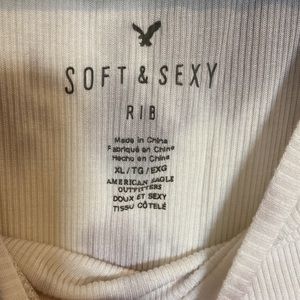 SOFT & SEXY
RIB
Made in China
Fabriqué en Chine
Hecho en China
XL/TG/EXG
AMERICAN EAGLE
OUTFITTERS
DOUX ET SEXY
TISSU CÔTELÉ